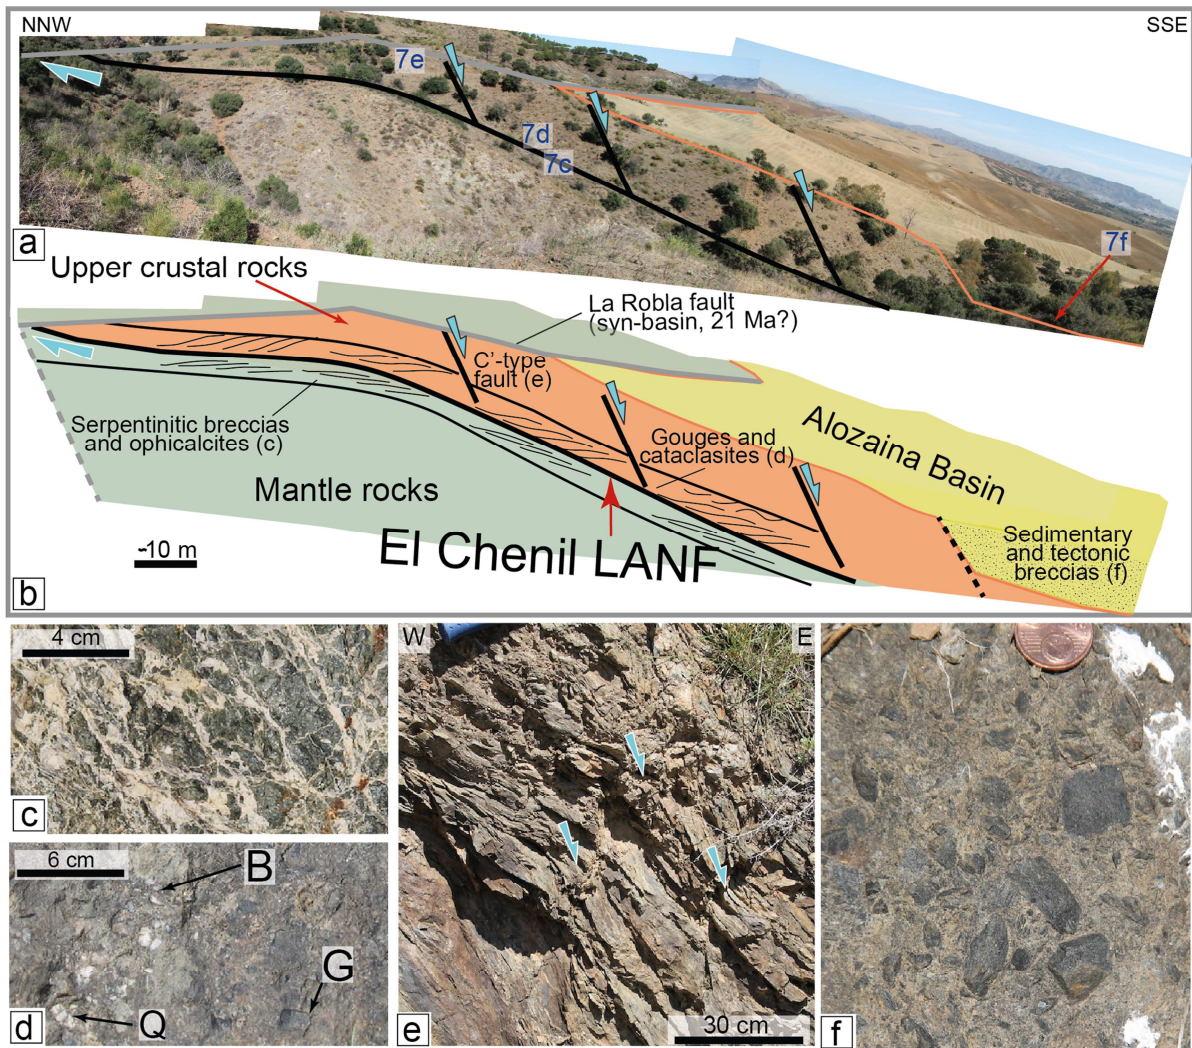 NNW
SSE
7e
7d
7c
7f
a
Upper crustal rocks
La Robla fault
(syn-basin, 21 Ma?)
C'-type
fault (e)
Serpentinitic breccias
and ophicalcites (c)
Gouges and
cataclasites (d)
Alozaina Basin
Mantle rocks
Sedimentary
and tectonic
breccias (f)
El Chenil LANF
~10 m
b
4 cm
c
6 cm
B
G
Q
d
W
E
30 cm
e
f